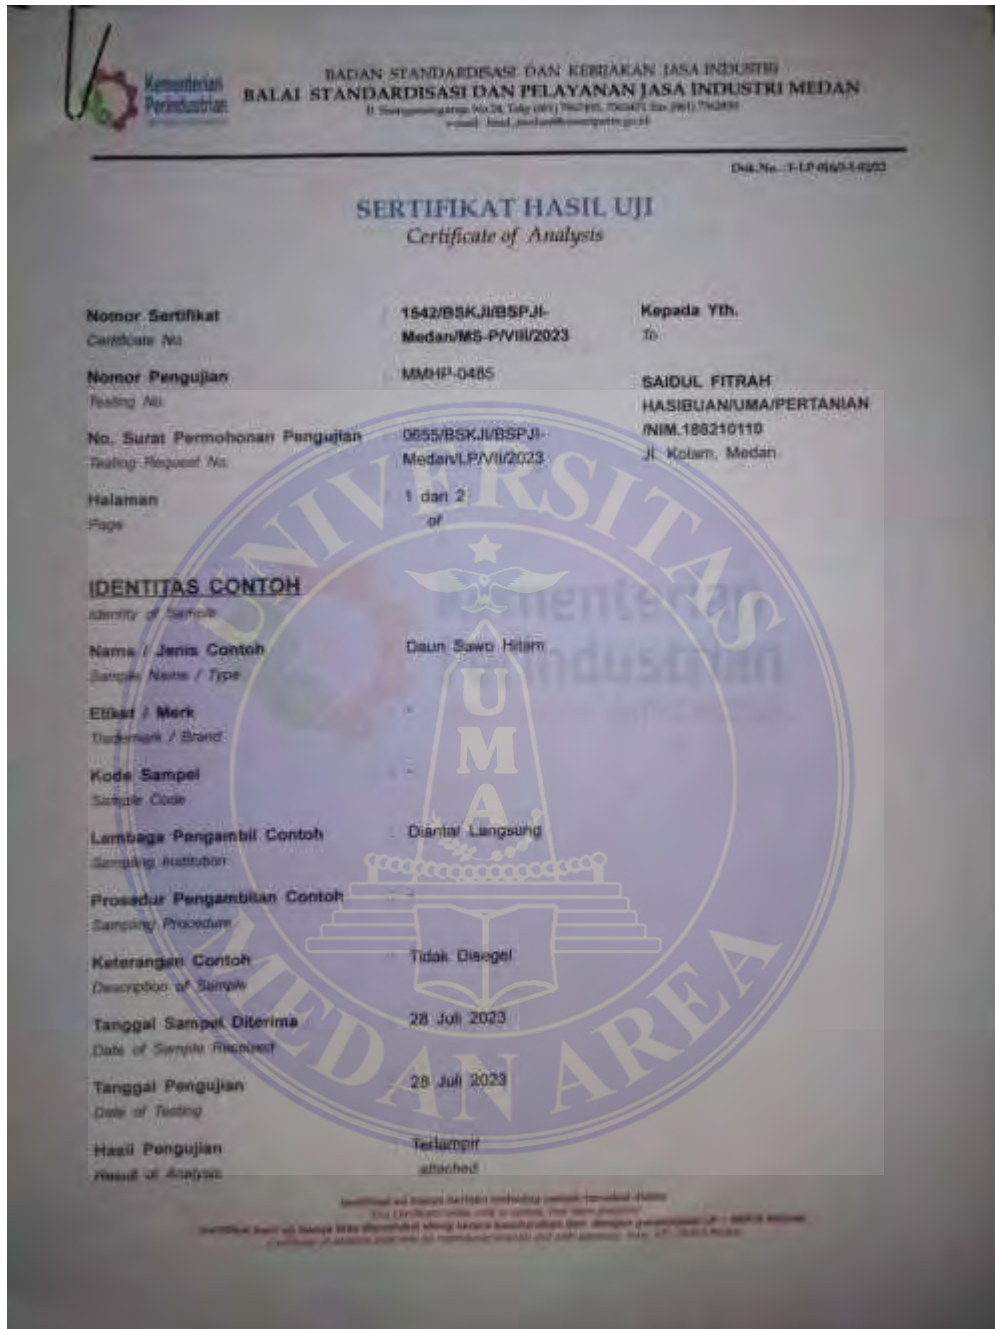 Kementerian
Perindustrian
BADAN STANDARDISASI DAN KEBIJAKAN JASA INDUSTRI
BALAI STANDARDISASI DAN PELAYANAN JASA INDUSTRI MEDAN
SERTIFIKAT HASIL UJI
Certificate of Analysis
Nomor Sertifikat : 1542/BSKJI/BSPJI-
Certificate No. Medan/MS-P/VIII/2023
Kepada Yth.
To
Nomor Pengujian : MMHP-0485
Testing No.
SAIDUL FITRAH
HASIBUAN/UMA/PERTANIAN
/NIM.188210110
Jl. Kolam, Medan
No. Surat Permohonan Pengujian : 0655/BSKJI/BSPJI-
Testing Request No. Medan/LP/VII/2023
Halaman : 1 dari 2
Page of
IDENTITAS CONTOH
Identity of Sample
Nama / Jenis Contoh : Daun Sawo Hitam
Sample Name / Type
Etiket / Merk : -
Trademark / Brand
Kode Sampel : -
Sample Code
Lembaga Pengambil Contoh : Diantar Langsung
Sampling Institution
Prosedur Pengambilan Contoh : -
Sampling Procedure
Keterangan Contoh : Tidak Disegel
Description of Sample
Tanggal Sampel Diterima : 28 Juli 2023
Date of Sample Received
Tanggal Pengujian : 28 Juli 2023
Date of Testing
Hasil Pengujian : Terlampir
Result of Analysis attached
UNIVERSITAS
MEDAN AREA
UMA
Kementerian
Perindustrian